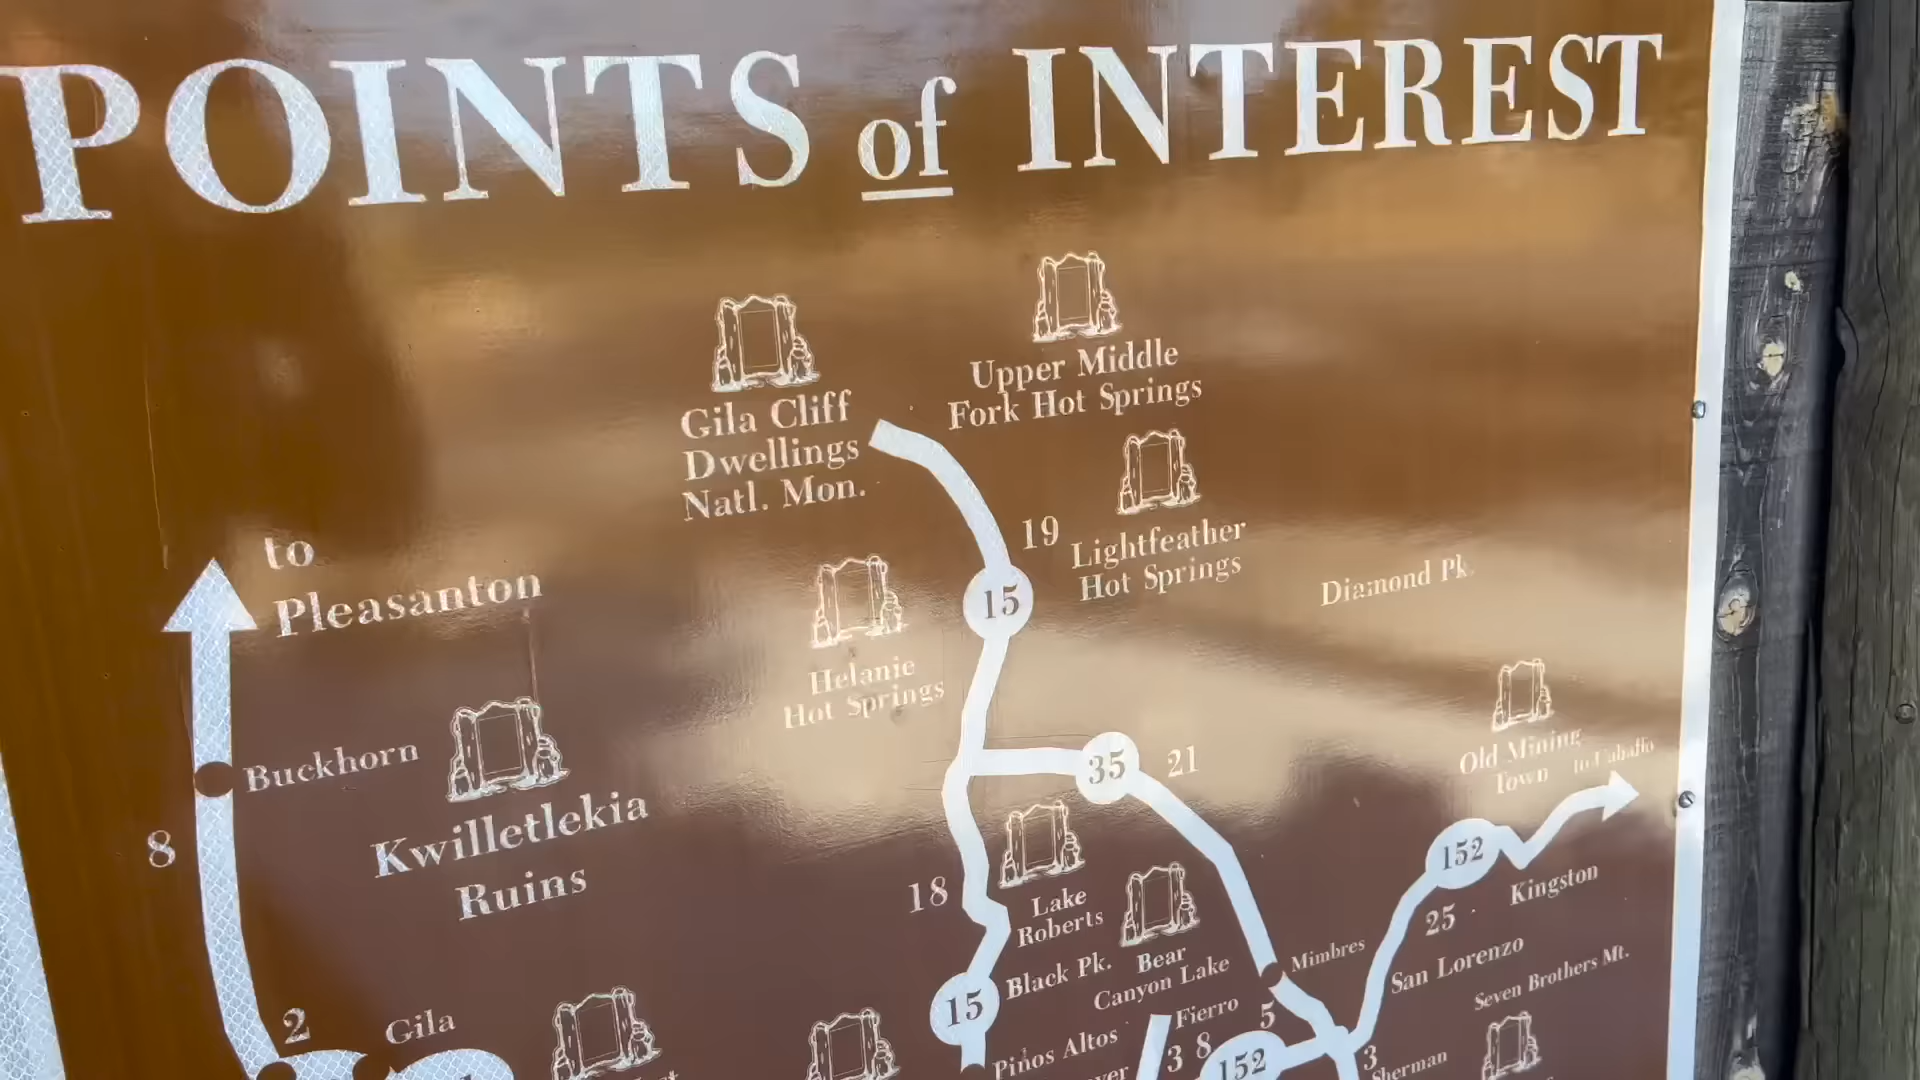 POINTS of INTEREST
Upper Middle
Fork Hot Springs
Gila Cliff
Dwellings
Natl. Mon.
19
Lightfeather
Hot Springs
to
Pleasanton
15
Diamond Pk.
Helanie
Hot Springs
Buckhorn
35
21
Old Mining
Town
to
Kwilletlekia
Ruins
8
152
Kingston
18
Lake
Roberts
25
Mimbres
San Lorenzo
Black Pk.
Bear
Canyon Lake
Seven Brothers Mt.
15
Fierro
5
2
Gila
Pinos Altos
3
8
152
3
Sherman